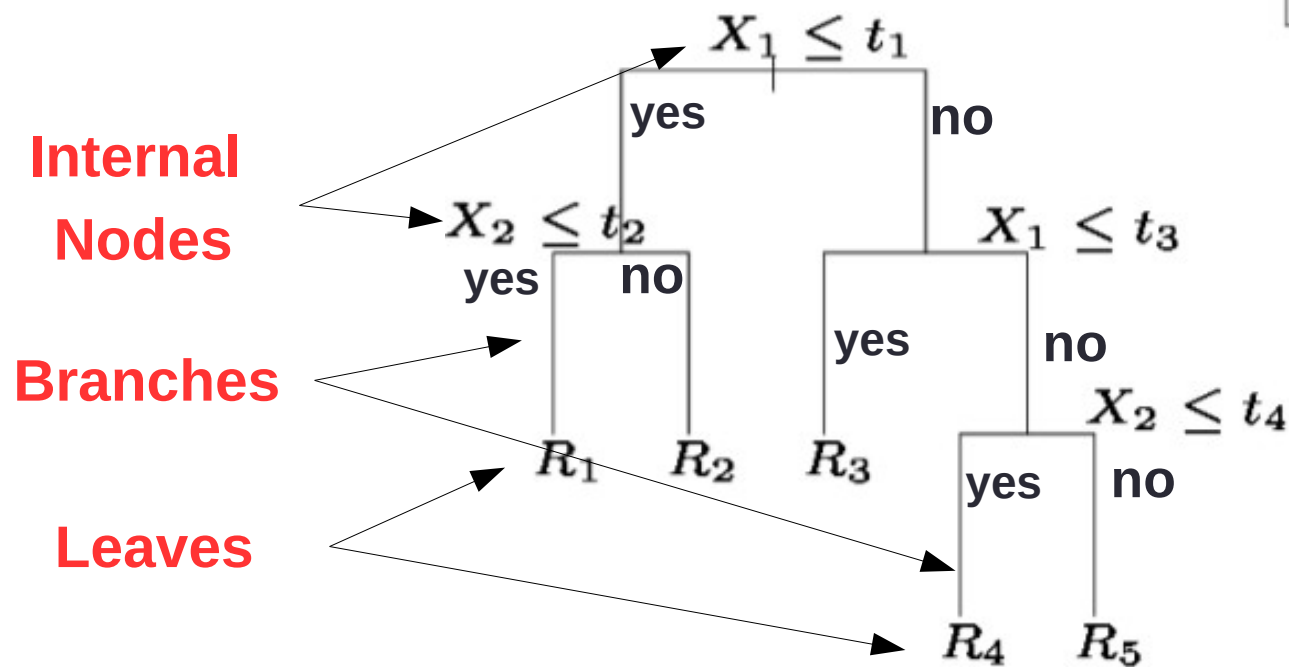 X₁ ≤ t₁
yes
no
Internal
Nodes
X₂ ≤ t₂
X₁ ≤ t₃
yes
no
yes
no
Branches
X₂ ≤ t₄
R₁
R₂
R₃
yes
no
Leaves
R₄
R₅